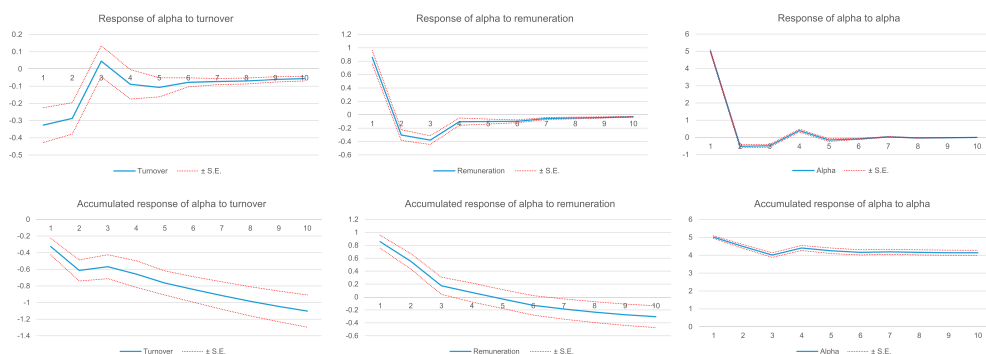 Response of alpha to turnover
0.2
0.1
0
-0.1
-0.2
-0.3
-0.4
-0.5
1 2 3 4 5 6 7 8 9 10
Turnover ± S.E.
Response of alpha to remuneration
1.2
1
0.8
0.6
0.4
0.2
0
-0.2
-0.4
-0.6
1 2 3 4 5 6 7 8 9 10
Remuneration ± S.E.
Response of alpha to alpha
6
5
4
3
2
1
0
-1
1 2 3 4 5 6 7 8 9 10
Alpha ± S.E.
Accumulated response of alpha to turnover
0
-0.2
-0.4
-0.6
-0.8
-1
-1.2
-1.4
1 2 3 4 5 6 7 8 9 10
Turnover ± S.E.
Accumulated response of alpha to remuneration
1.2
1
0.8
0.6
0.4
0.2
0
-0.2
-0.4
-0.6
1 2 3 4 5 6 7 8 9 10
Remuneration ± S.E.
Accumulated response of alpha to alpha
6
5
4
3
2
1
0
1 2 3 4 5 6 7 8 9 10
Alpha ± S.E.